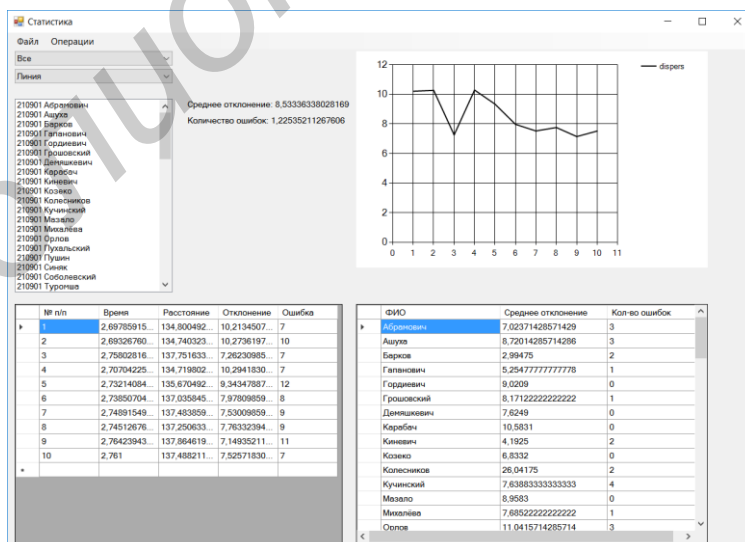 Статистика
Файл Операции
Все
Линия
210901 Абрамович
210901 Ашуха
210901 Барков
210901 Гапанович
210901 Гордиевич
210901 Грошовский
210901 Демяшкевич
210901 Карабач
210901 Киневич
210901 Козеко
210901 Колесников
210901 Кучинский
210901 Мазало
210901 Михалёва
210901 Орлов
210901 Пухальский
210901 Пушин
210901 Синяк
210901 Соболевский
210901 Туромша
Среднее отклонение: 8,53336338028169
Количество ошибок: 1,22535211267606
12
10
8
6
4
2
0
0 1 2 3 4 5 6 7 8 9 10 11
dispers
№ п/п Время Расстояние Отклонение Ошибка
1 2,69785915... 134,800492... 10,2134507... 7
2 2,69326760... 134,740323... 10,2736197... 10
3 2,75802816... 137,751633... 7,26230985... 7
4 2,70704225... 134,719802... 10,2941830... 7
5 2,73214084... 135,670492... 9,34347887... 12
6 2,73850704... 137,035845... 7,97809859... 8
7 2,74891549... 137,483859... 7,53009859... 9
8 2,74512676... 137,250633... 7,76332394... 9
9 2,76423943... 137,864619... 7,14935211... 11
10 2,761 137,488211... 7,52571830... 7
ФИО Среднее отклонение Кол-во ошибок
Абрамович 7,02371428571429 3
Ашуха 8,72014285714286 3
Барков 2,99475 2
Гапанович 5,25477777777778 1
Гордиевич 9,0209 0
Грошовский 8,17122222222222 1
Демяшкевич 7,6249 0
Карабач 10,5831 0
Киневич 4,1925 2
Козеко 6,8332 0
Колесников 26,04175 2
Кучинский 7,63883333333333 4
Мазало 8,9583 0
Михалёва 7,68522222222222 1
Орлов 11,0415714285714 3